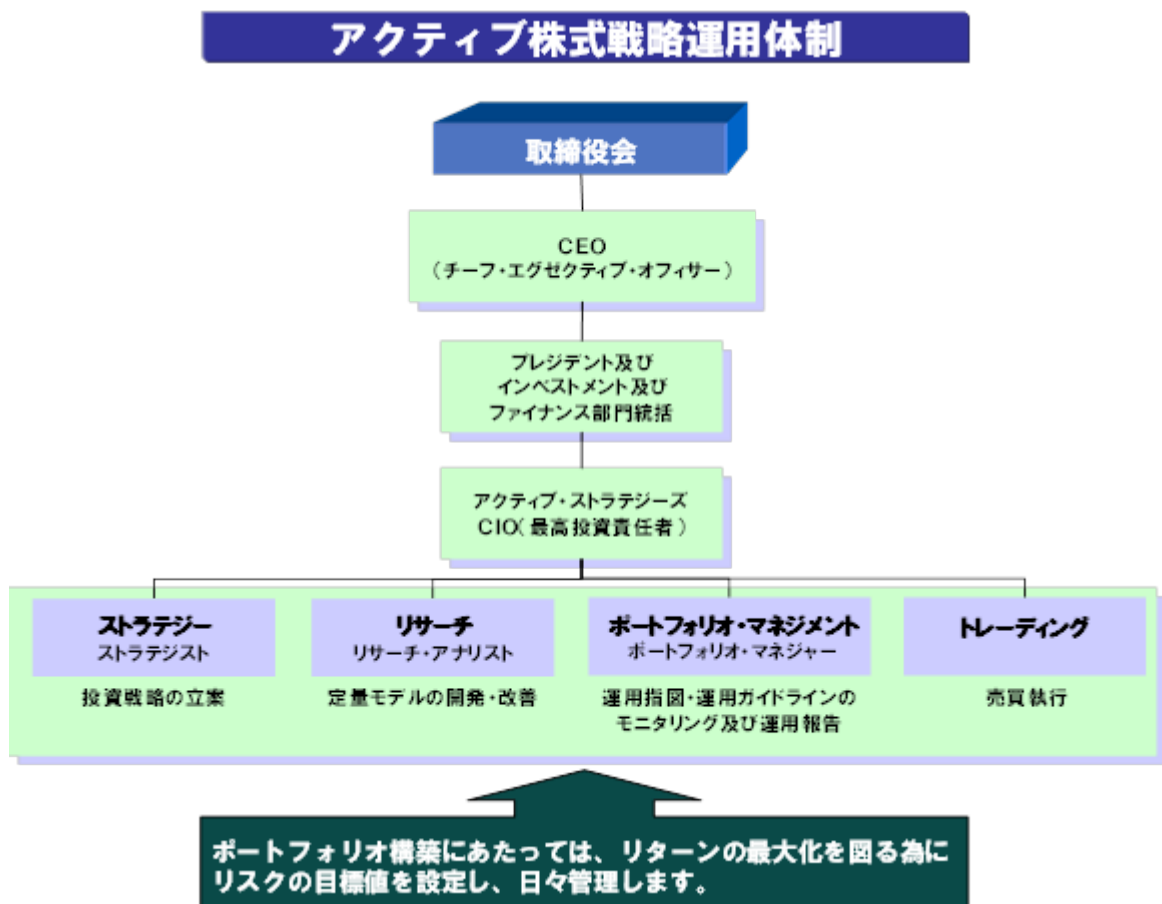 アクティブ株式戦略運用体制
取締役会
CEO
（チーフ・エグゼクティブ・オフィサー）
プレジデント及び
インベストメント及び
ファイナンス部門統括
アクティブ・ストラテジーズ
CIO（最高投資責任者）
ストラテジー
ストラテジスト
投資戦略の立案
リサーチ
リサーチ・アナリスト
定量モデルの開発・改善
ポートフォリオ・マネジメント
ポートフォリオ・マネジャー
運用指図・運用ガイドラインの
モニタリング及び運用報告
トレーディング
売買執行
ポートフォリオ構築にあたっては、リターンの最大化を図る為に
リスクの目標値を設定し、日々管理します。